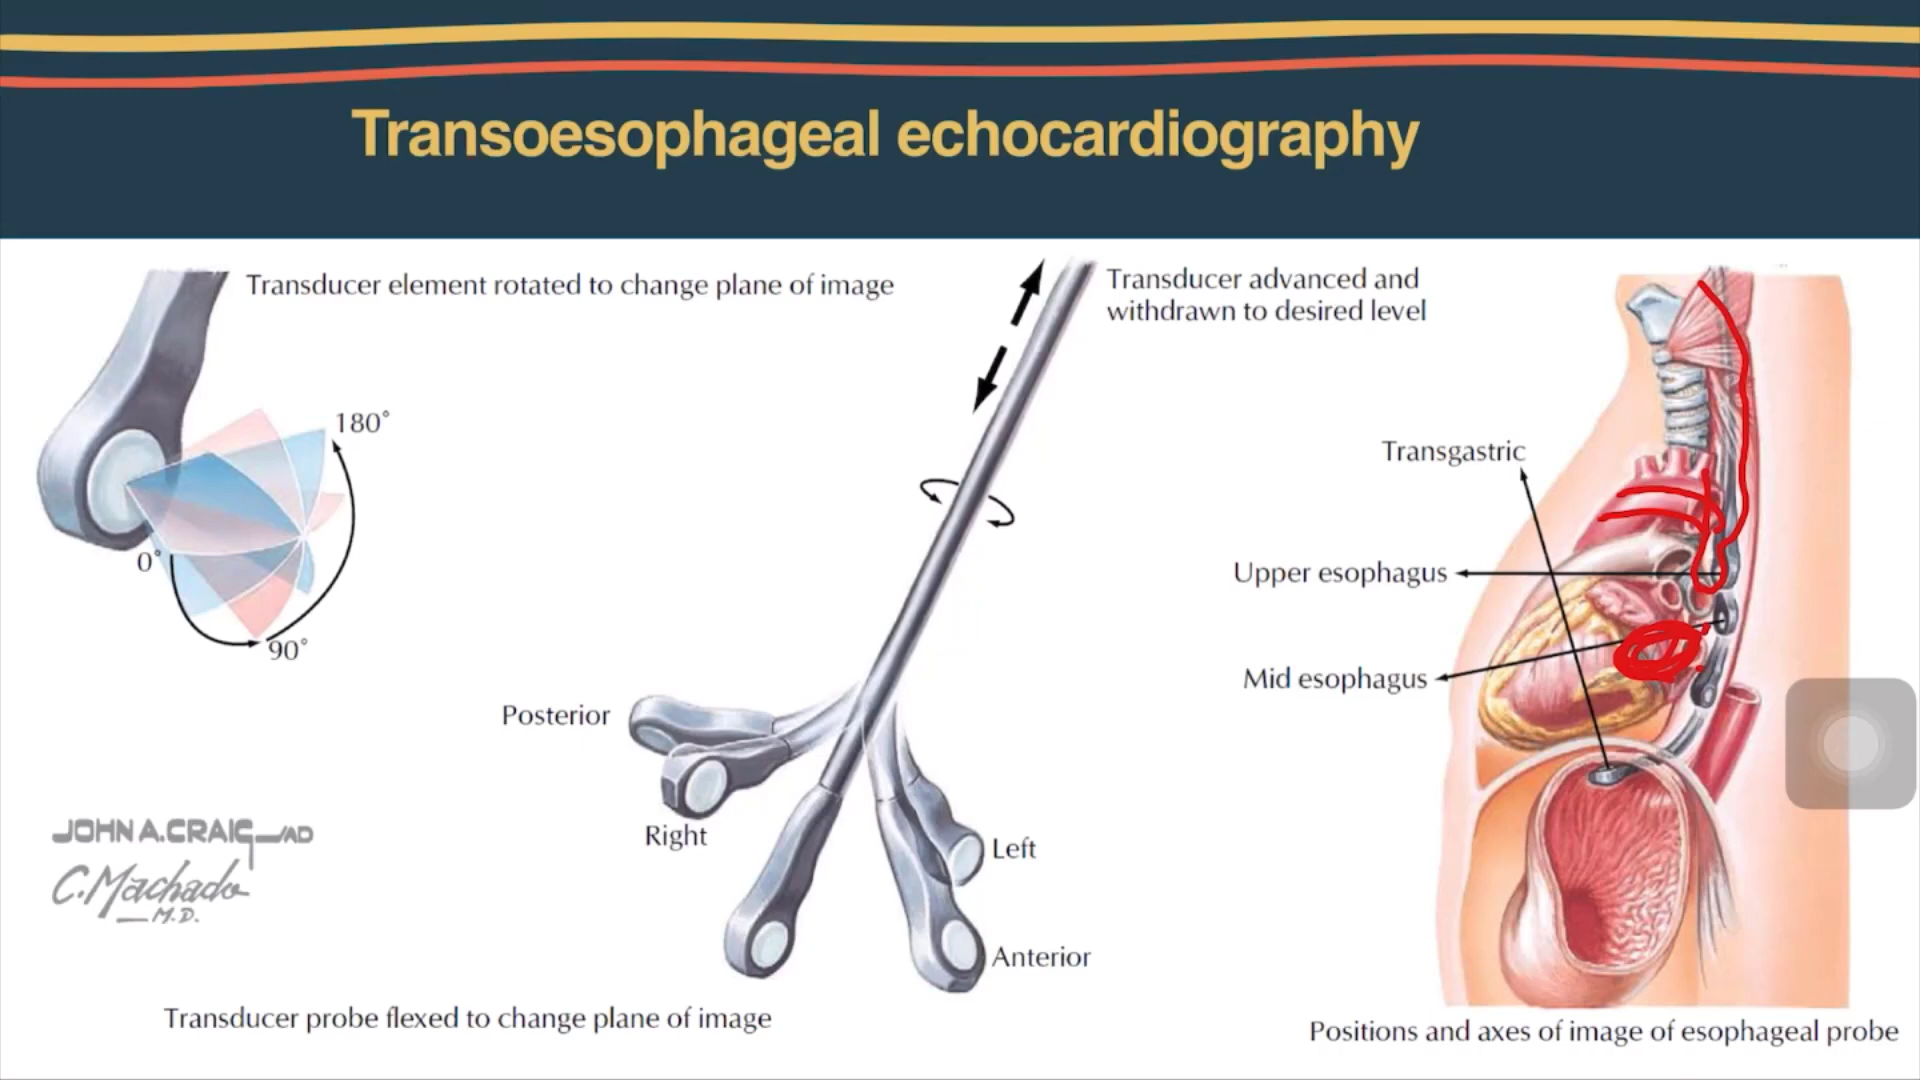 Transoesophageal echocardiography
Transducer element rotated to change plane of image
Transducer advanced and
withdrawn to desired level
180°
0°
90°
Transgastric
Upper esophagus
Mid esophagus
Posterior
Right
Left
Anterior
JOHN A. CRAIG_AD
C. Machado
_M.D.
Transducer probe flexed to change plane of image
Positions and axes of image of esophageal probe